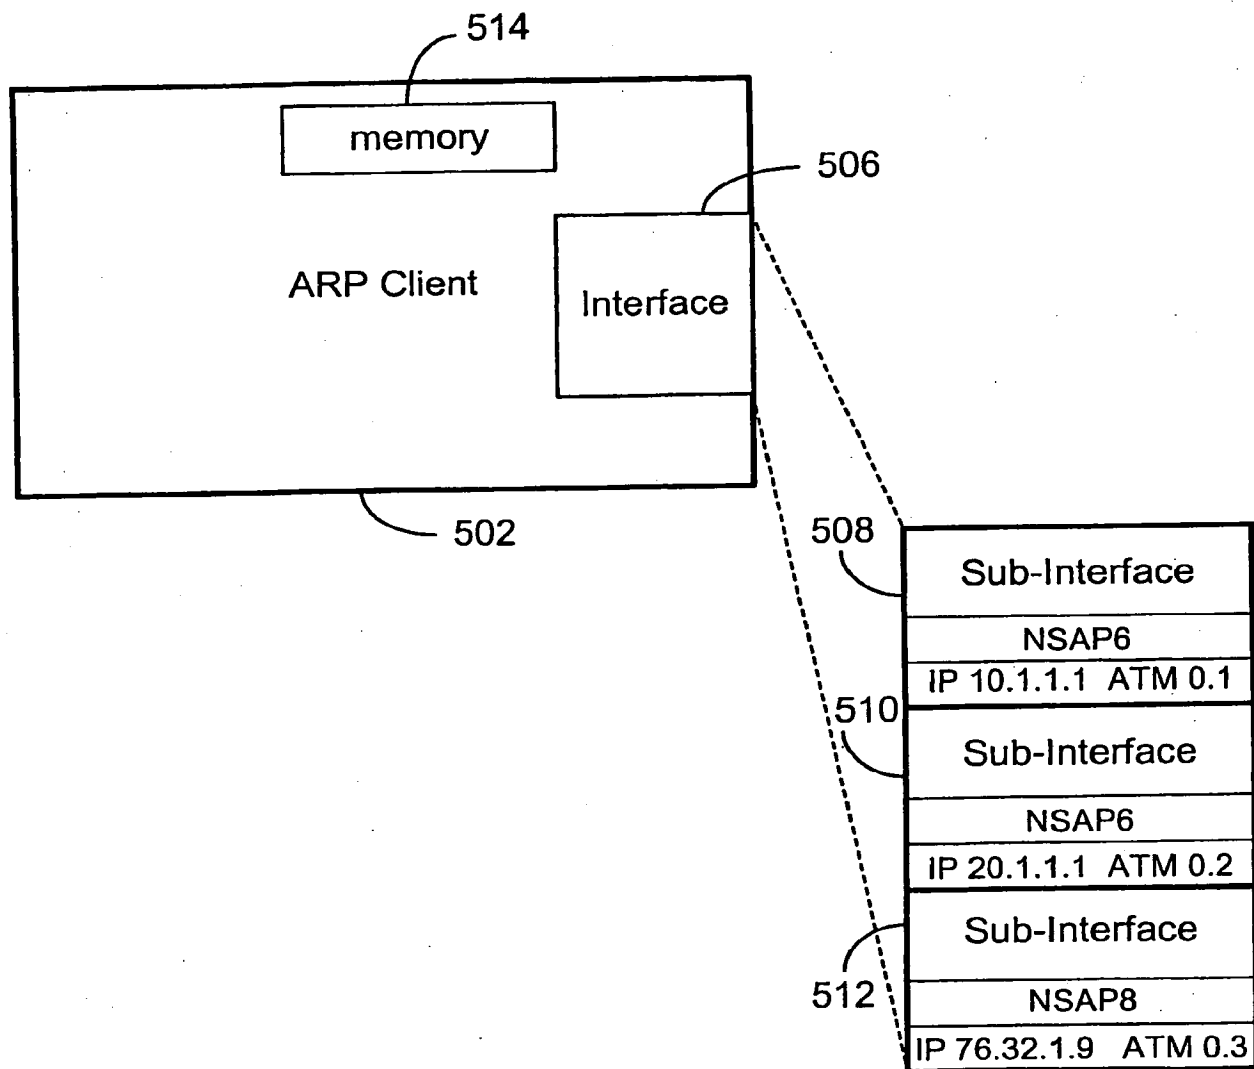 514
memory
506
ARP Client
Interface
502
508
Sub-Interface
NSAP6
IP 10.1.1.1 ATM 0.1
510
Sub-Interface
NSAP6
IP 20.1.1.1 ATM 0.2
Sub-Interface
512
NSAP8
IP 76.32.1.9 ATM 0.3